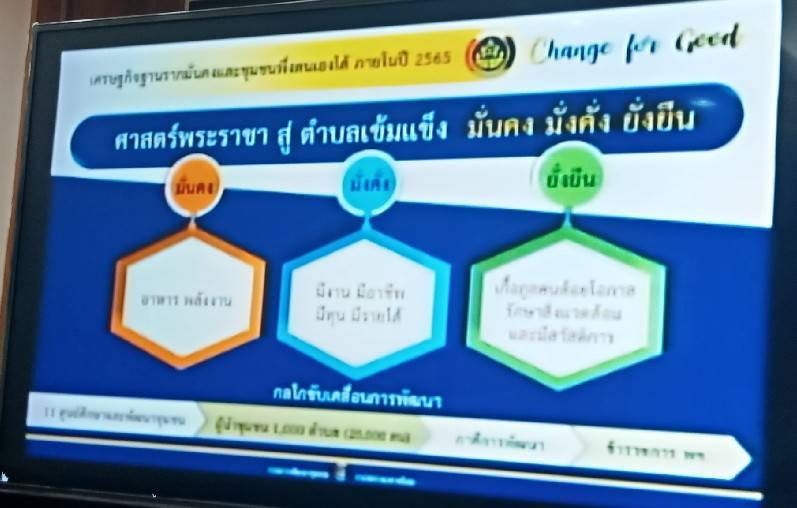 เศรษฐกิจฐานรากมั่นคงและชุมชนพึ่งตนเองได้ ภายในปี 2565
Change for Good
ศาสตร์พระราชา สู่ ตำบลเข้มแข็ง มั่นคง มั่งคั่ง ยั่งยืน
มั่นคง
มั่งคั่ง
ยั่งยืน
อาหาร พลังงาน
มีงาน มีอาชีพ
มีทุน มีรายได้
เกื้อกูลคนด้อยโอกาส
รักษาสิ่งแวดล้อม
และมีสวัสดิการ
กลไกขับเคลื่อนการพัฒนา
11 ศูนย์ศึกษาและพัฒนาชุมชน
ผู้นำชุมชน 1,000 ตำบล (20,000 คน)
ภาคีการพัฒนา
ข้าราชการ พช.